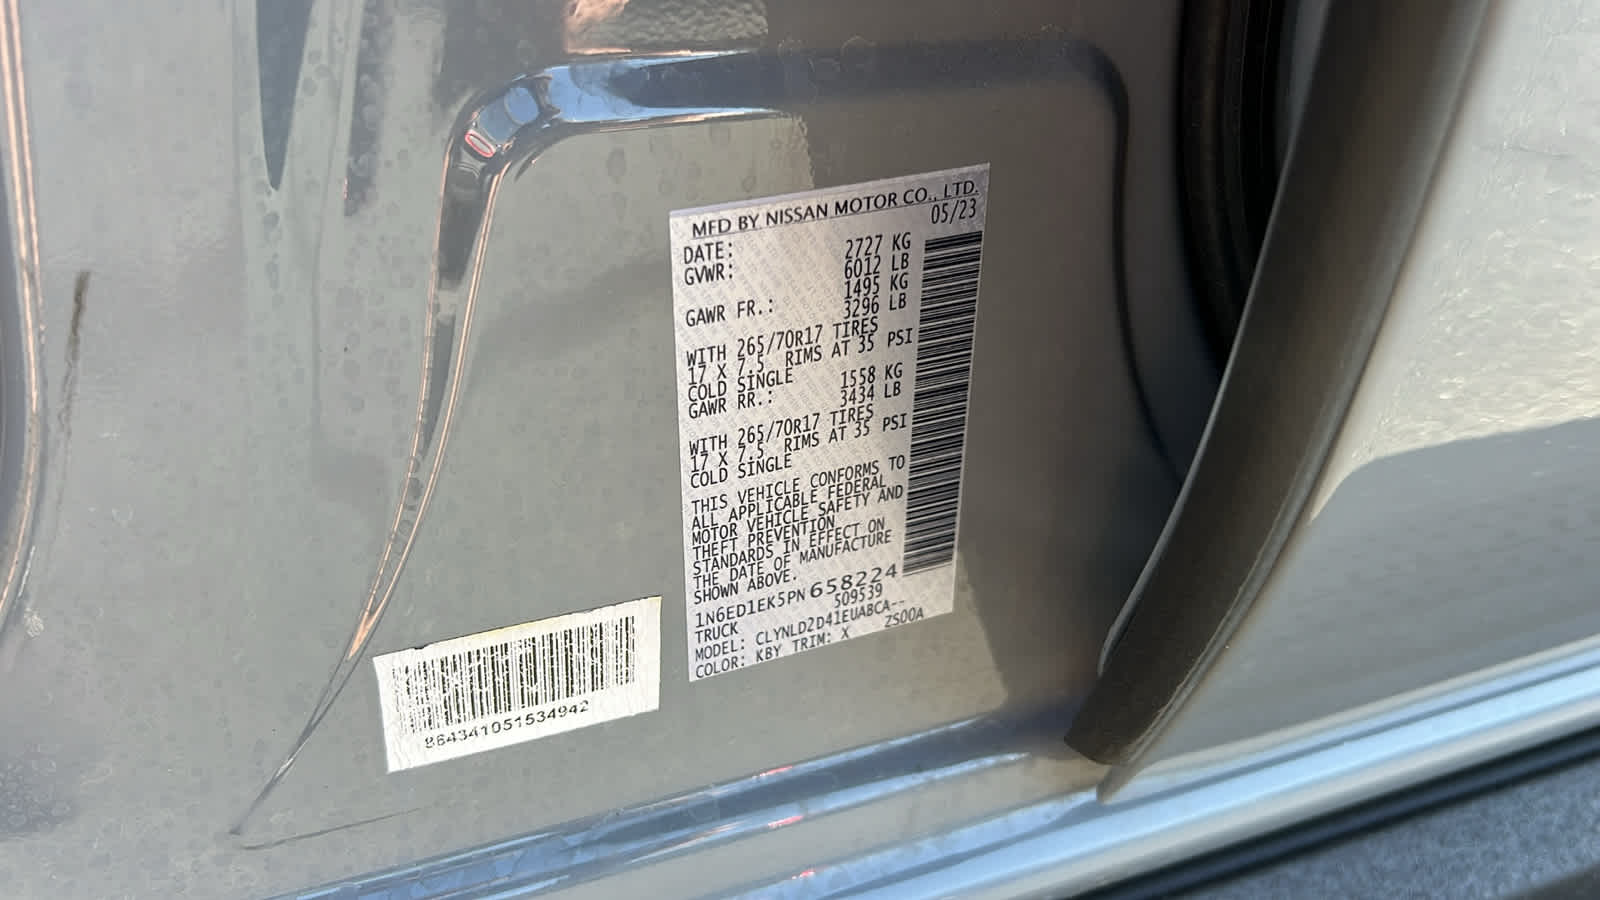 MFD BY NISSAN MOTOR CO., LTD.
DATE: 05/23
GVWR: 2727 KG
6012 LB
GAWR FR.: 1495 KG
3296 LB
WITH 265/70R17 TIRES
17 X 7.5 RIMS AT 35 PSI
COLD SINGLE
GAWR RR.: 1558 KG
3434 LB
WITH 265/70R17 TIRES
17 X 7.5 RIMS AT 35 PSI
COLD SINGLE
THIS VEHICLE CONFORMS TO
ALL APPLICABLE FEDERAL
MOTOR VEHICLE SAFETY AND
THEFT PREVENTION
STANDARDS IN EFFECT ON
THE DATE OF MANUFACTURE
SHOWN ABOVE.
1N6ED1EK5PN 658224
TRUCK 509539
MODEL: CLYNLD2D41EUABCA--
COLOR: KBY TRIM: X ZS00A
864341051534942